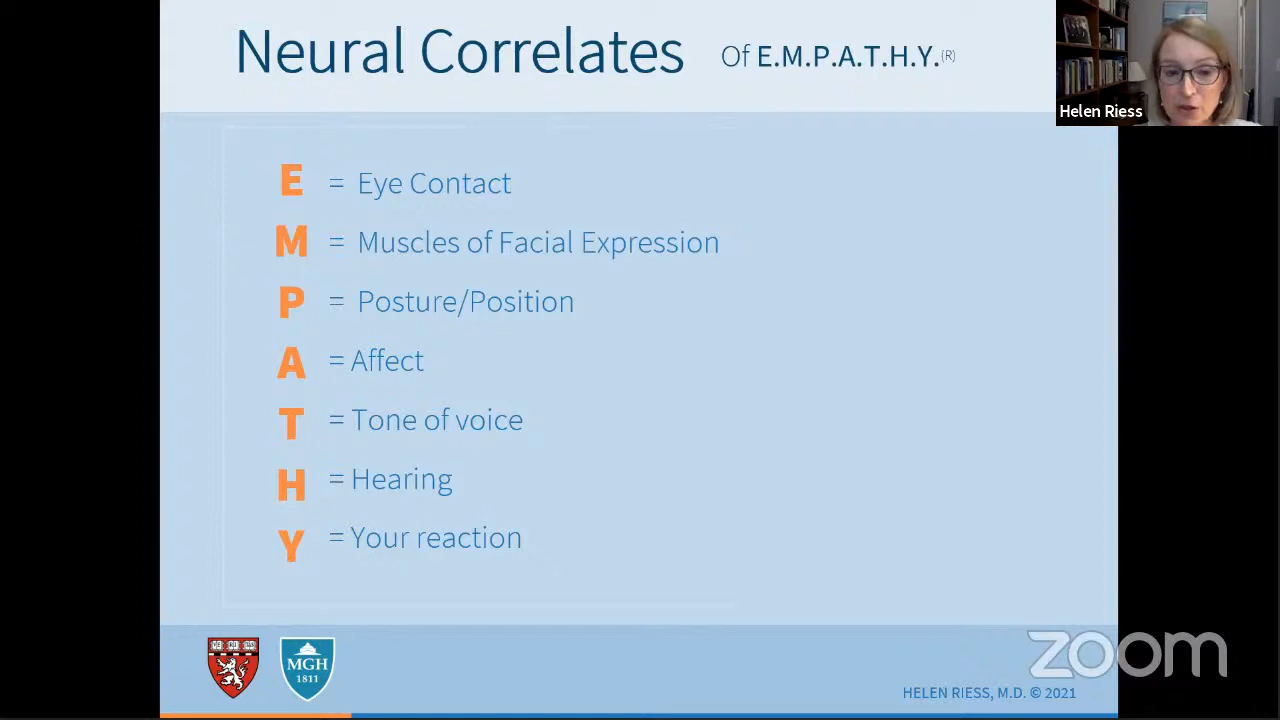 Neural Correlates Of E.M.P.A.T.H.Y.(R)
Helen Riess
E = Eye Contact
M = Muscles of Facial Expression
P = Posture/Position
A = Affect
T = Tone of voice
H = Hearing
Y = Your reaction
MGH
1811
zoom
HELEN RIESS, M.D. © 2021